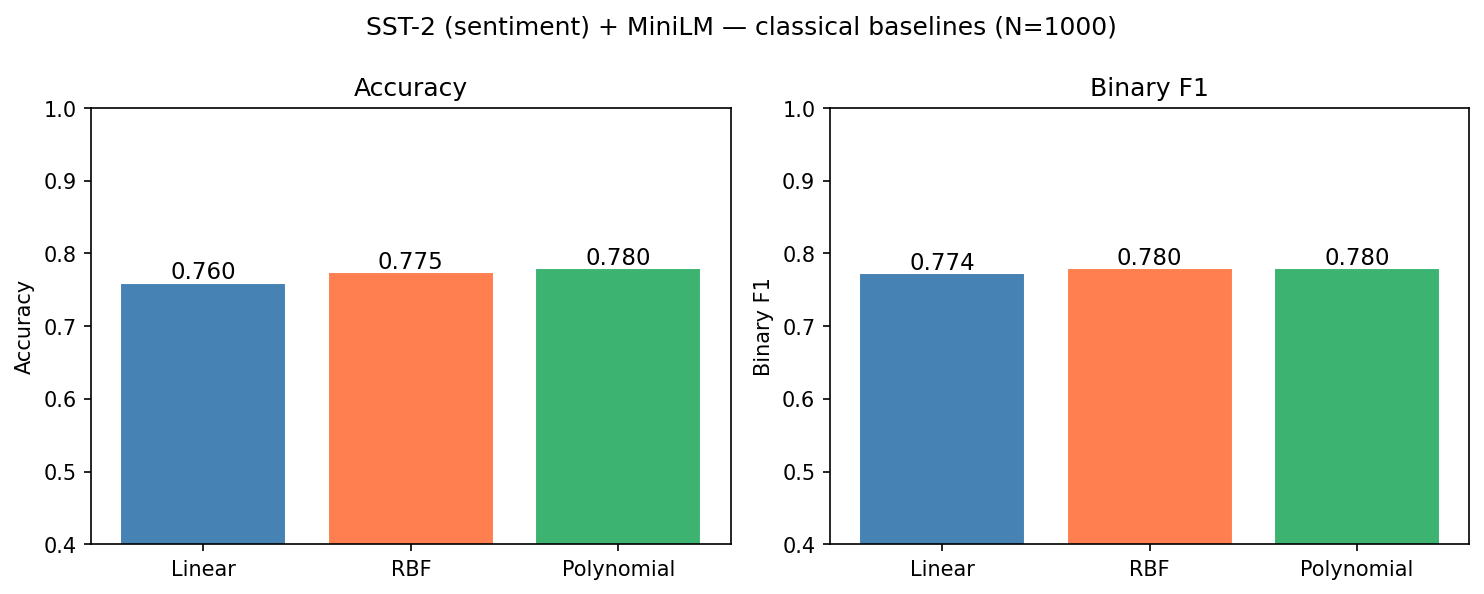 SST-2 (sentiment) + MiniLM — classical baselines (N=1000)
Accuracy
Accuracy
1.0
0.9
0.8
0.7
0.6
0.5
0.4
0.760
0.775
0.780
Linear
RBF
Polynomial
Binary F1
Binary F1
1.0
0.9
0.8
0.7
0.6
0.5
0.4
0.774
0.780
0.780
Linear
RBF
Polynomial